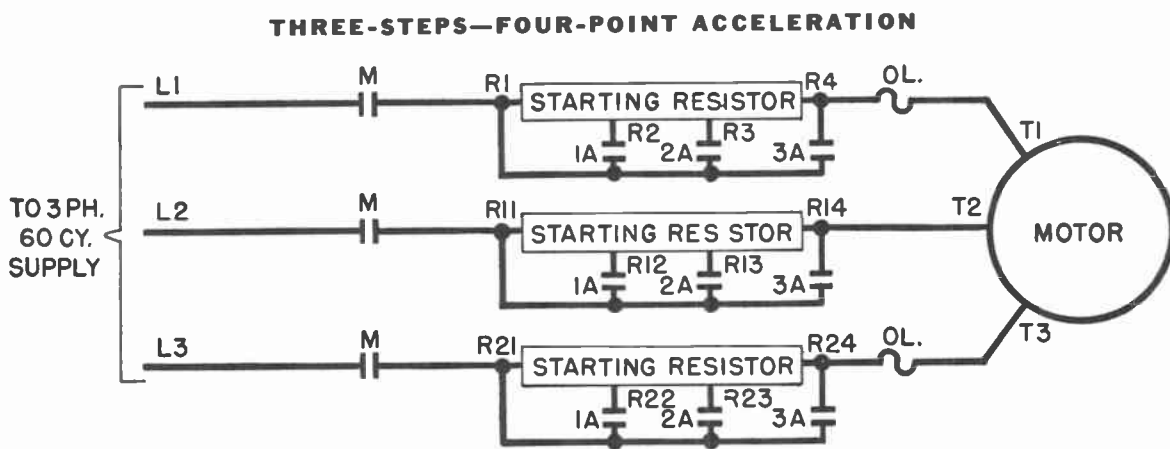 THREE-STEPS—FOUR-POINT ACCELERATION
L1 M R1 STARTING RESISTOR R4 OL. T1
R2 R3
1A 2A 3A
TO 3 PH.
60 CY.
SUPPLY
L2 M R11 STARTING RES STOR R14 T2
MOTOR
R12 R13
1A 2A 3A
L3 M R21 STARTING RESISTOR R24 OL. T3
R22 R23
1A 2A 3A